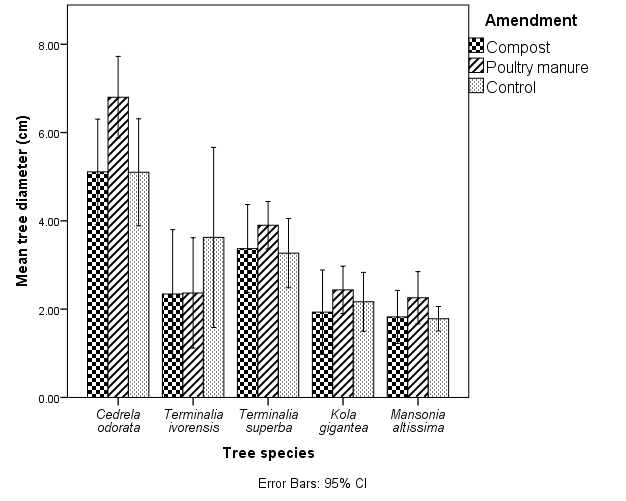 Amendment
Compost
Poultry manure
Control
Mean tree diameter (cm)
8.00
6.00
4.00
2.00
0.00
Cedrela
odorata
Terminalia
ivorensis
Terminalia
superba
Kola
gigantea
Mansonia
altissima
Tree species
Error Bars: 95% CI